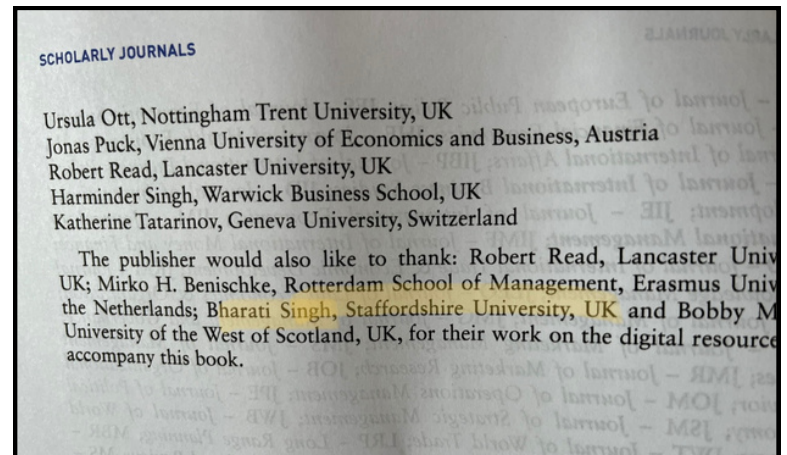 SCHOLARLY JOURNALS
Ursula Ott, Nottingham Trent University, UK
Jonas Puck, Vienna University of Economics and Business, Austria
Robert Read, Lancaster University, UK
Harminder Singh, Warwick Business School, UK
Katherine Tatarinov, Geneva University, Switzerland
The publisher would also like to thank: Robert Read, Lancaster Univ
UK; Mirko H. Benischke, Rotterdam School of Management, Erasmus Univ
the Netherlands; Bharati Singh, Staffordshire University, UK and Bobby M
University of the West of Scotland, UK, for their work on the digital resource
accompany this book.